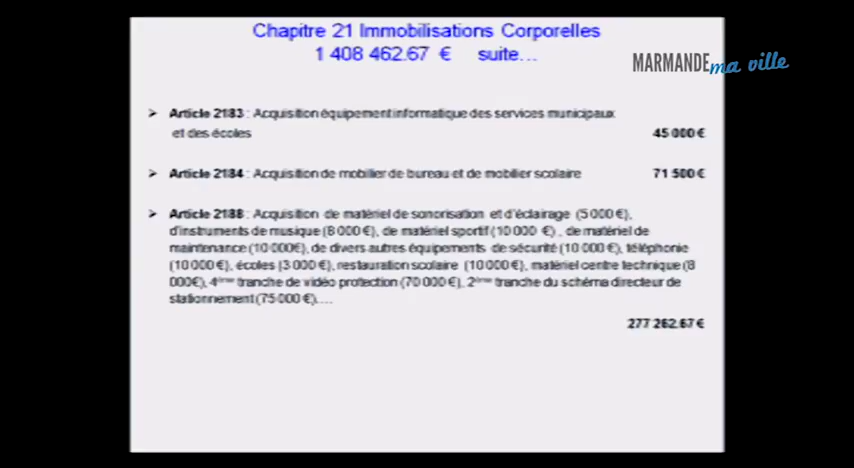 Chapitre 21 Immobilisations Corporelles
1 408 462.67 € suite…
MARMANDE ma ville
➢ Article 2183 : Acquisition équipement informatique des services municipaux
et des écoles 45 000 €
➢ Article 2184 : Acquisition de mobilier de bureau et de mobilier scolaire 71 500 €
➢ Article 2188 : Acquisition de matériel de sonorisation et d'éclairage (5 000 €),
d'instruments de musique (8 000 €), de matériel sportif (10 000 €) , de matériel de
maintenance (10 000€), de divers autres équipements de sécurité (10 000 €), téléphonie
(10 000 €), écoles (3 000 €), restauration scolaire (10 000 €), matériel centre technique (8
000€), 4ème tranche de vidéo protection (70 000 €), 2ème tranche du schéma directeur de
stationnement (75 000 €),…
277 262.67 €